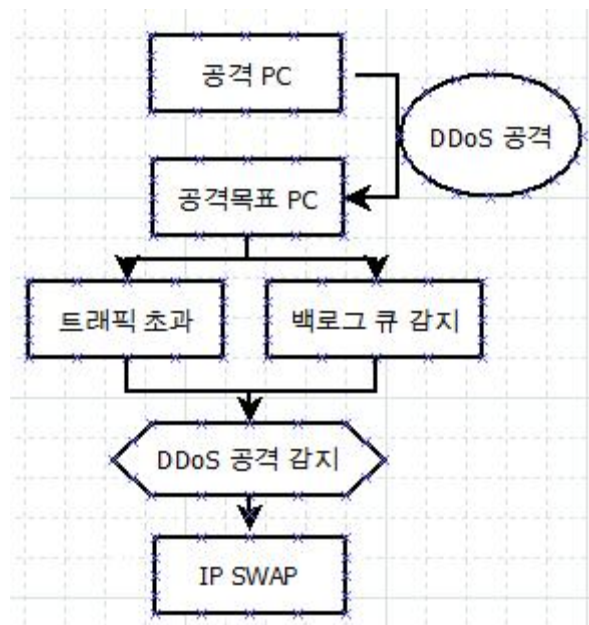 공격 PC
DDoS 공격
공격목표 PC
트래픽 초과
백로그 큐 감지
DDoS 공격 감지
IP SWAP